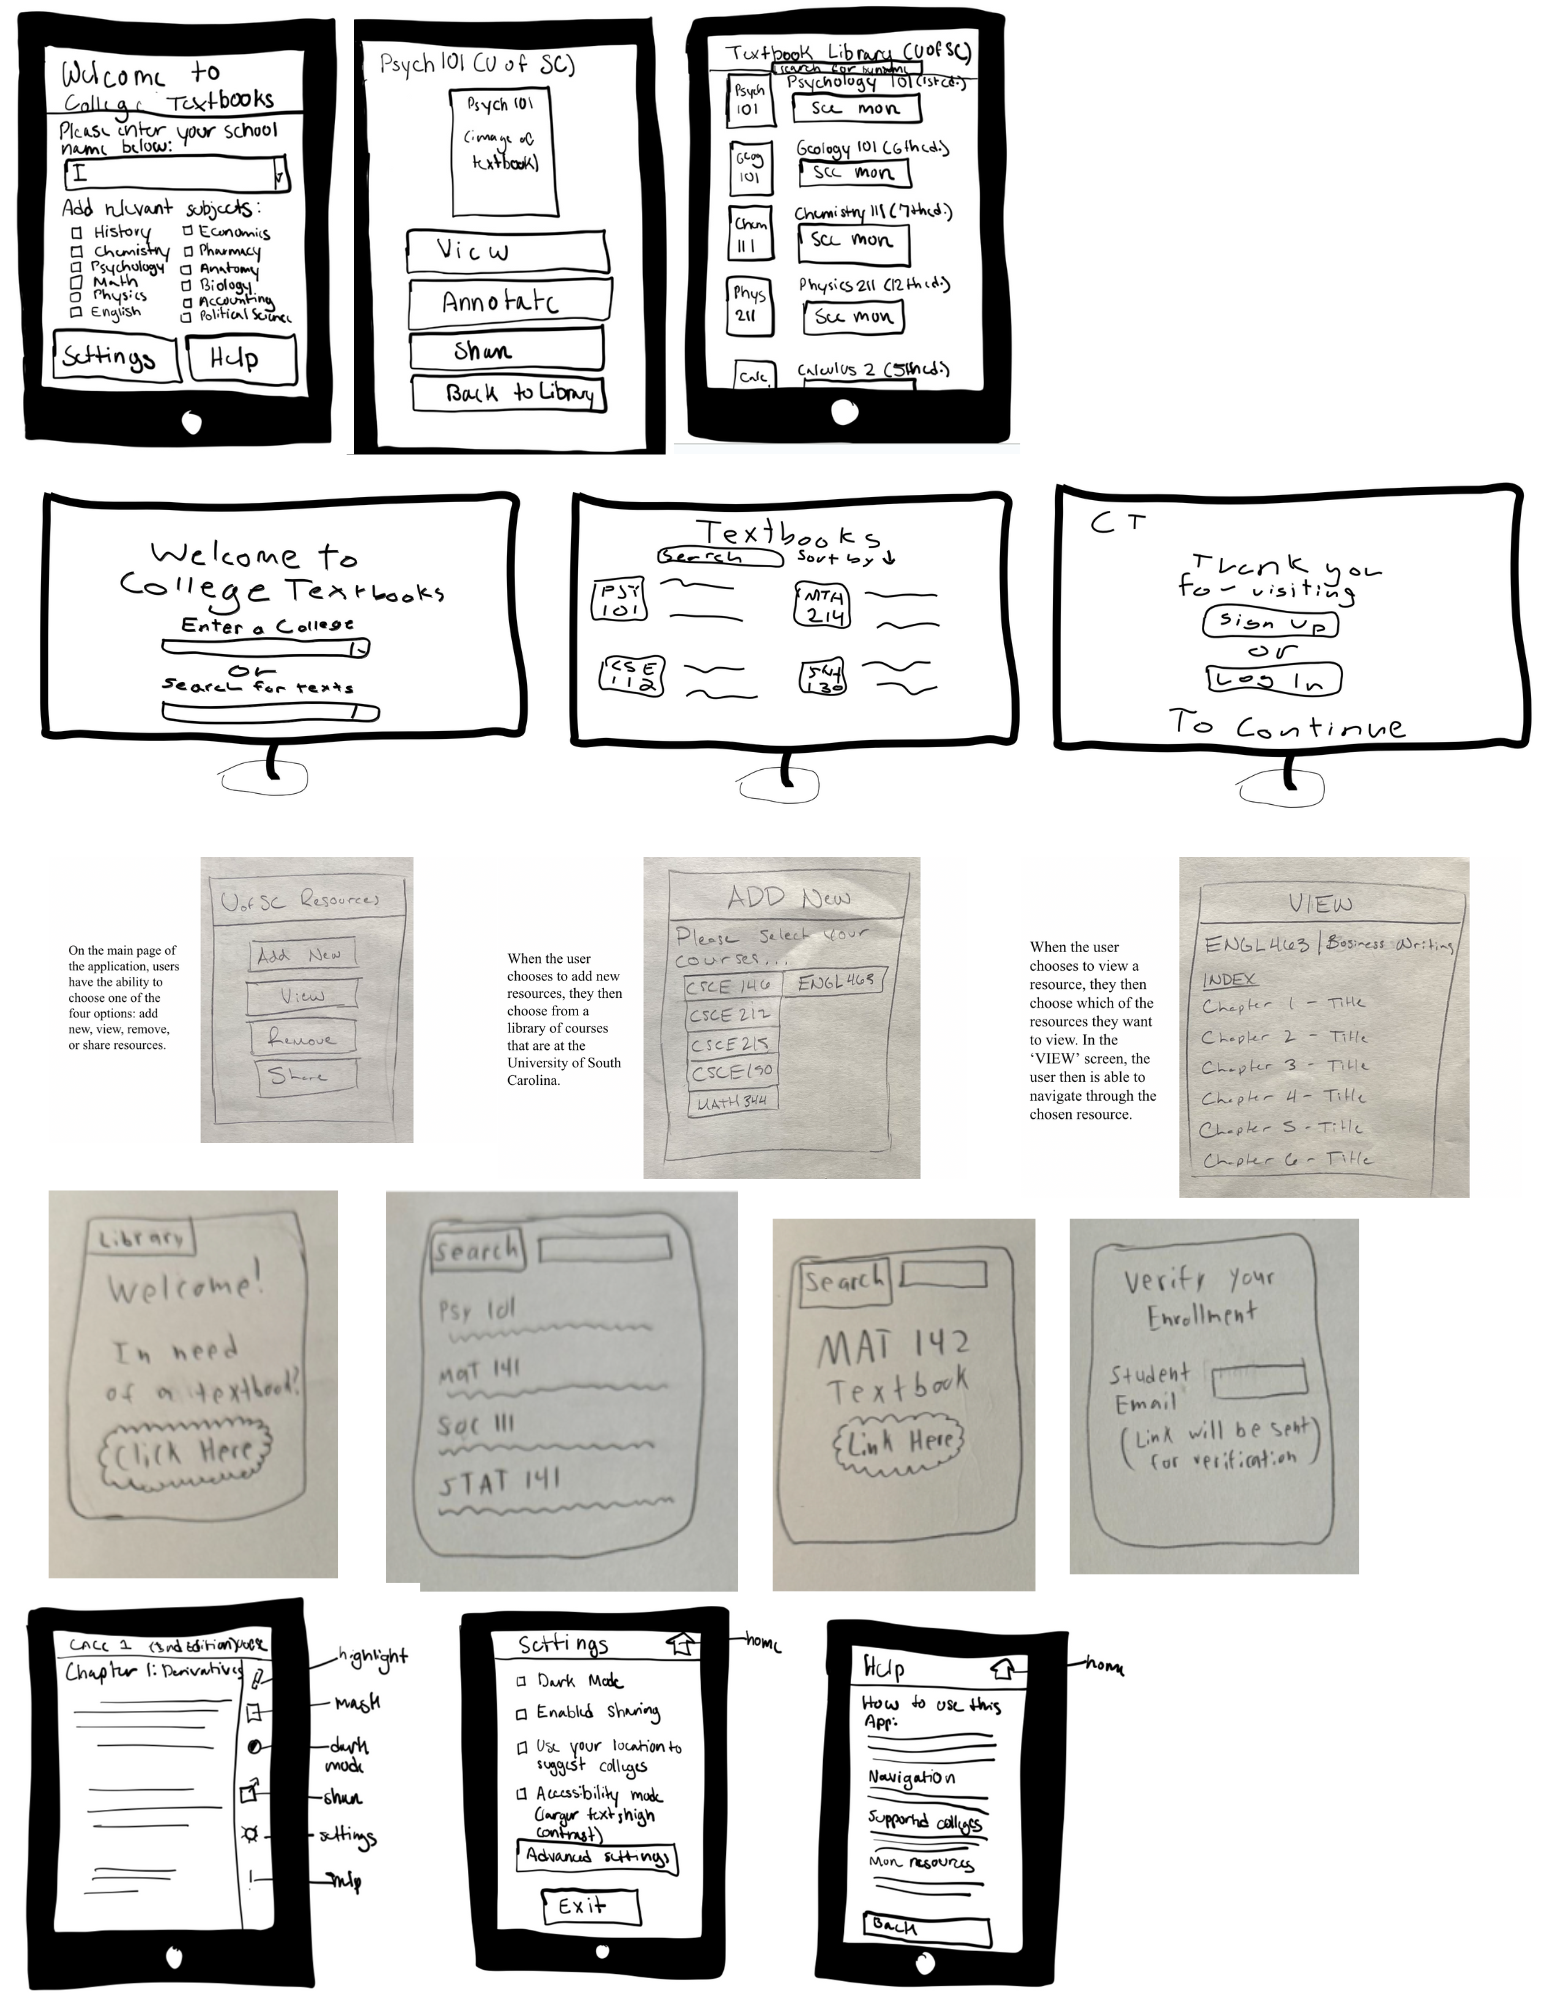 Welcome to
College Textbooks
Please enter your school
name below:
I
Add relevant subjects:
History
Chemistry
Psychology
Math
Physics
English
Economics
Pharmacy
Anatomy
Biology
Accounting
Political Science
Settings
Help
Psych 101 (U of SC)
Psych 101
(image of
textbook)
View
Annotate
Share
Back to Library
Textbook Library (UofSC)
search for by name
Psych
101
Psychology 101 (1st ed.)
See more
Geog
101
Geology 101 (6th ed.)
See more
Chem
111
Chemistry 111 (7th ed.)
See more
Phys
211
Physics 211 (12th ed.)
See more
Calc
Calculus 2 (5th ed.)
Welcome to
College Textbooks
Enter a College
or
Search for texts
Textbooks
Search
Sort by ↓
PSY
101
MTH
214
CSE
112
130
CT
Thank you
for visiting
Sign up
or
Log In
To Continue
On the main page of
the application, users
have the ability to
choose one of the
four options: add
new, view, remove,
or share resources.
UofSC Resources
Add New
View
Remove
Share
When the user
chooses to add new
resources, they then
choose from a
library of courses
that are at the
University of South
Carolina.
ADD New
Please select your
courses...
CSCE 146
ENGL 463
CSCE 212
CSCE 215
CSCE 190
MATH 344
When the user
chooses to view a
resource, they then
choose which of the
resources they want
to view. In the
‘VIEW’ screen, the
user then is able to
navigate through the
chosen resource.
VIEW
ENGL 463 | Business Writing
INDEX
Chapter 1 - Title
Chapter 2 - Title
Chapter 3 - Title
Chapter 4 - Title
Chapter 5 - Title
Chapter 6 - Title
Library
Welcome!
In need
of a textbook?
Click Here
Search
Psy 101
MAT 141
Soc 111
STAT 141
Search
MAT 142
Textbook
Link Here
Verify your
Enrollment
Student
Email
(Link will be sent
for verification)
CALC 1 (3nd Edition)
Chapter 1: Derivatives
highlight
mask
dark
mode
share
settings
help
Settings
home
Dark Mode
Enabled sharing
Use your location to
suggest colleges
Accessibility mode
(larger text, high
contrast)
Advanced settings
Exit
Help
home
How to use this
App:
Navigation
Supported colleges
More resources
Back